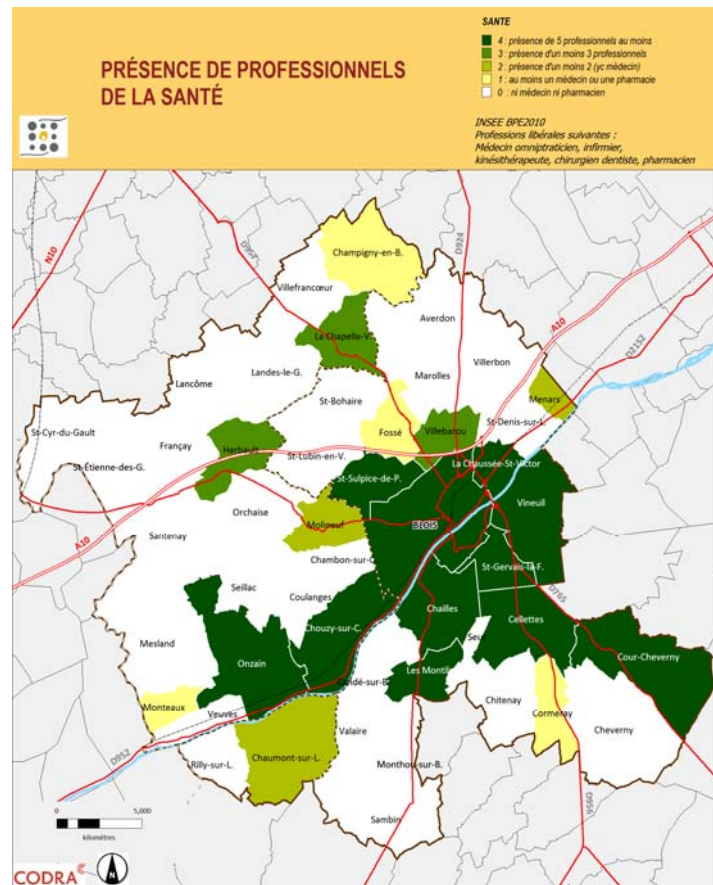 PRÉSENCE DE PROFESSIONNELS
DE LA SANTÉ
SANTE
4 : présence de 5 professionnels au moins
3 : présence d'un moins 3 professionnels
2 : présence d'un moins 2 (yc médecin)
1 : au moins un médecin ou une pharmacie
0 : ni médecin ni pharmacien
INSEE BPE2010
Professions libérales suivantes :
Médecin omnipraticien, infirmier,
kinésithérapeute, chirurgien dentiste, pharmacien
N10
D957
D924
Champigny-en-B.
Villefrancœur
Averdon
A10
D2152
La Chapelle-V.
Villerbon
Landes-le-G.
Marolles
Lancôme
St-Bohaire
Menars
St-Cyr-du-Gault
Françay
Herbault
Fossé
Villebarou
St-Denis-sur-L.
St-Étienne-des-G.
St-Lubin-en-V.
La Chaussée-St-Victor
St-Sulpice-de-P.
Vineuil
Orchaise
Molineuf
BLOIS
A10
Santenay
Chambon-sur-C.
St-Gervais-la-F.
D765
Seillac
Coulanges
Chailles
Cellettes
Chouzy-sur-C.
Seur
Mesland
Onzain
Les Montils
Cour-Cheverny
Candé-sur-B.
Monteaux
Veuves
Chitenay
Cormeray
Cheverny
Valaire
D952
Rilly-sur-L.
Chaumont-sur-L.
Monthou-sur-B.
D956
Sambin
0
5,000
kilomètres
CODRA